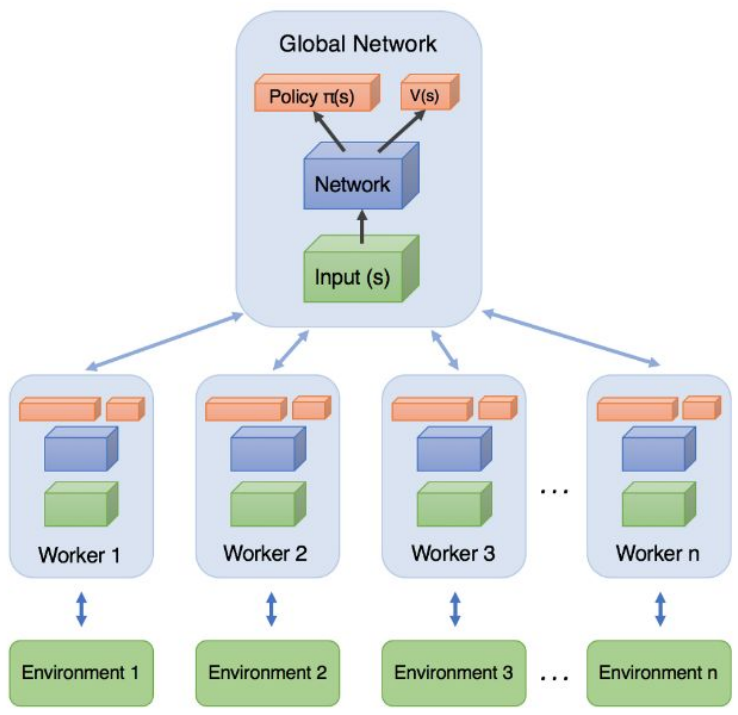 Global Network
Policy π(s)
V(s)
Network
Input (s)
Worker 1
Worker 2
Worker 3
...
Worker n
Environment 1
Environment 2
Environment 3
...
Environment n